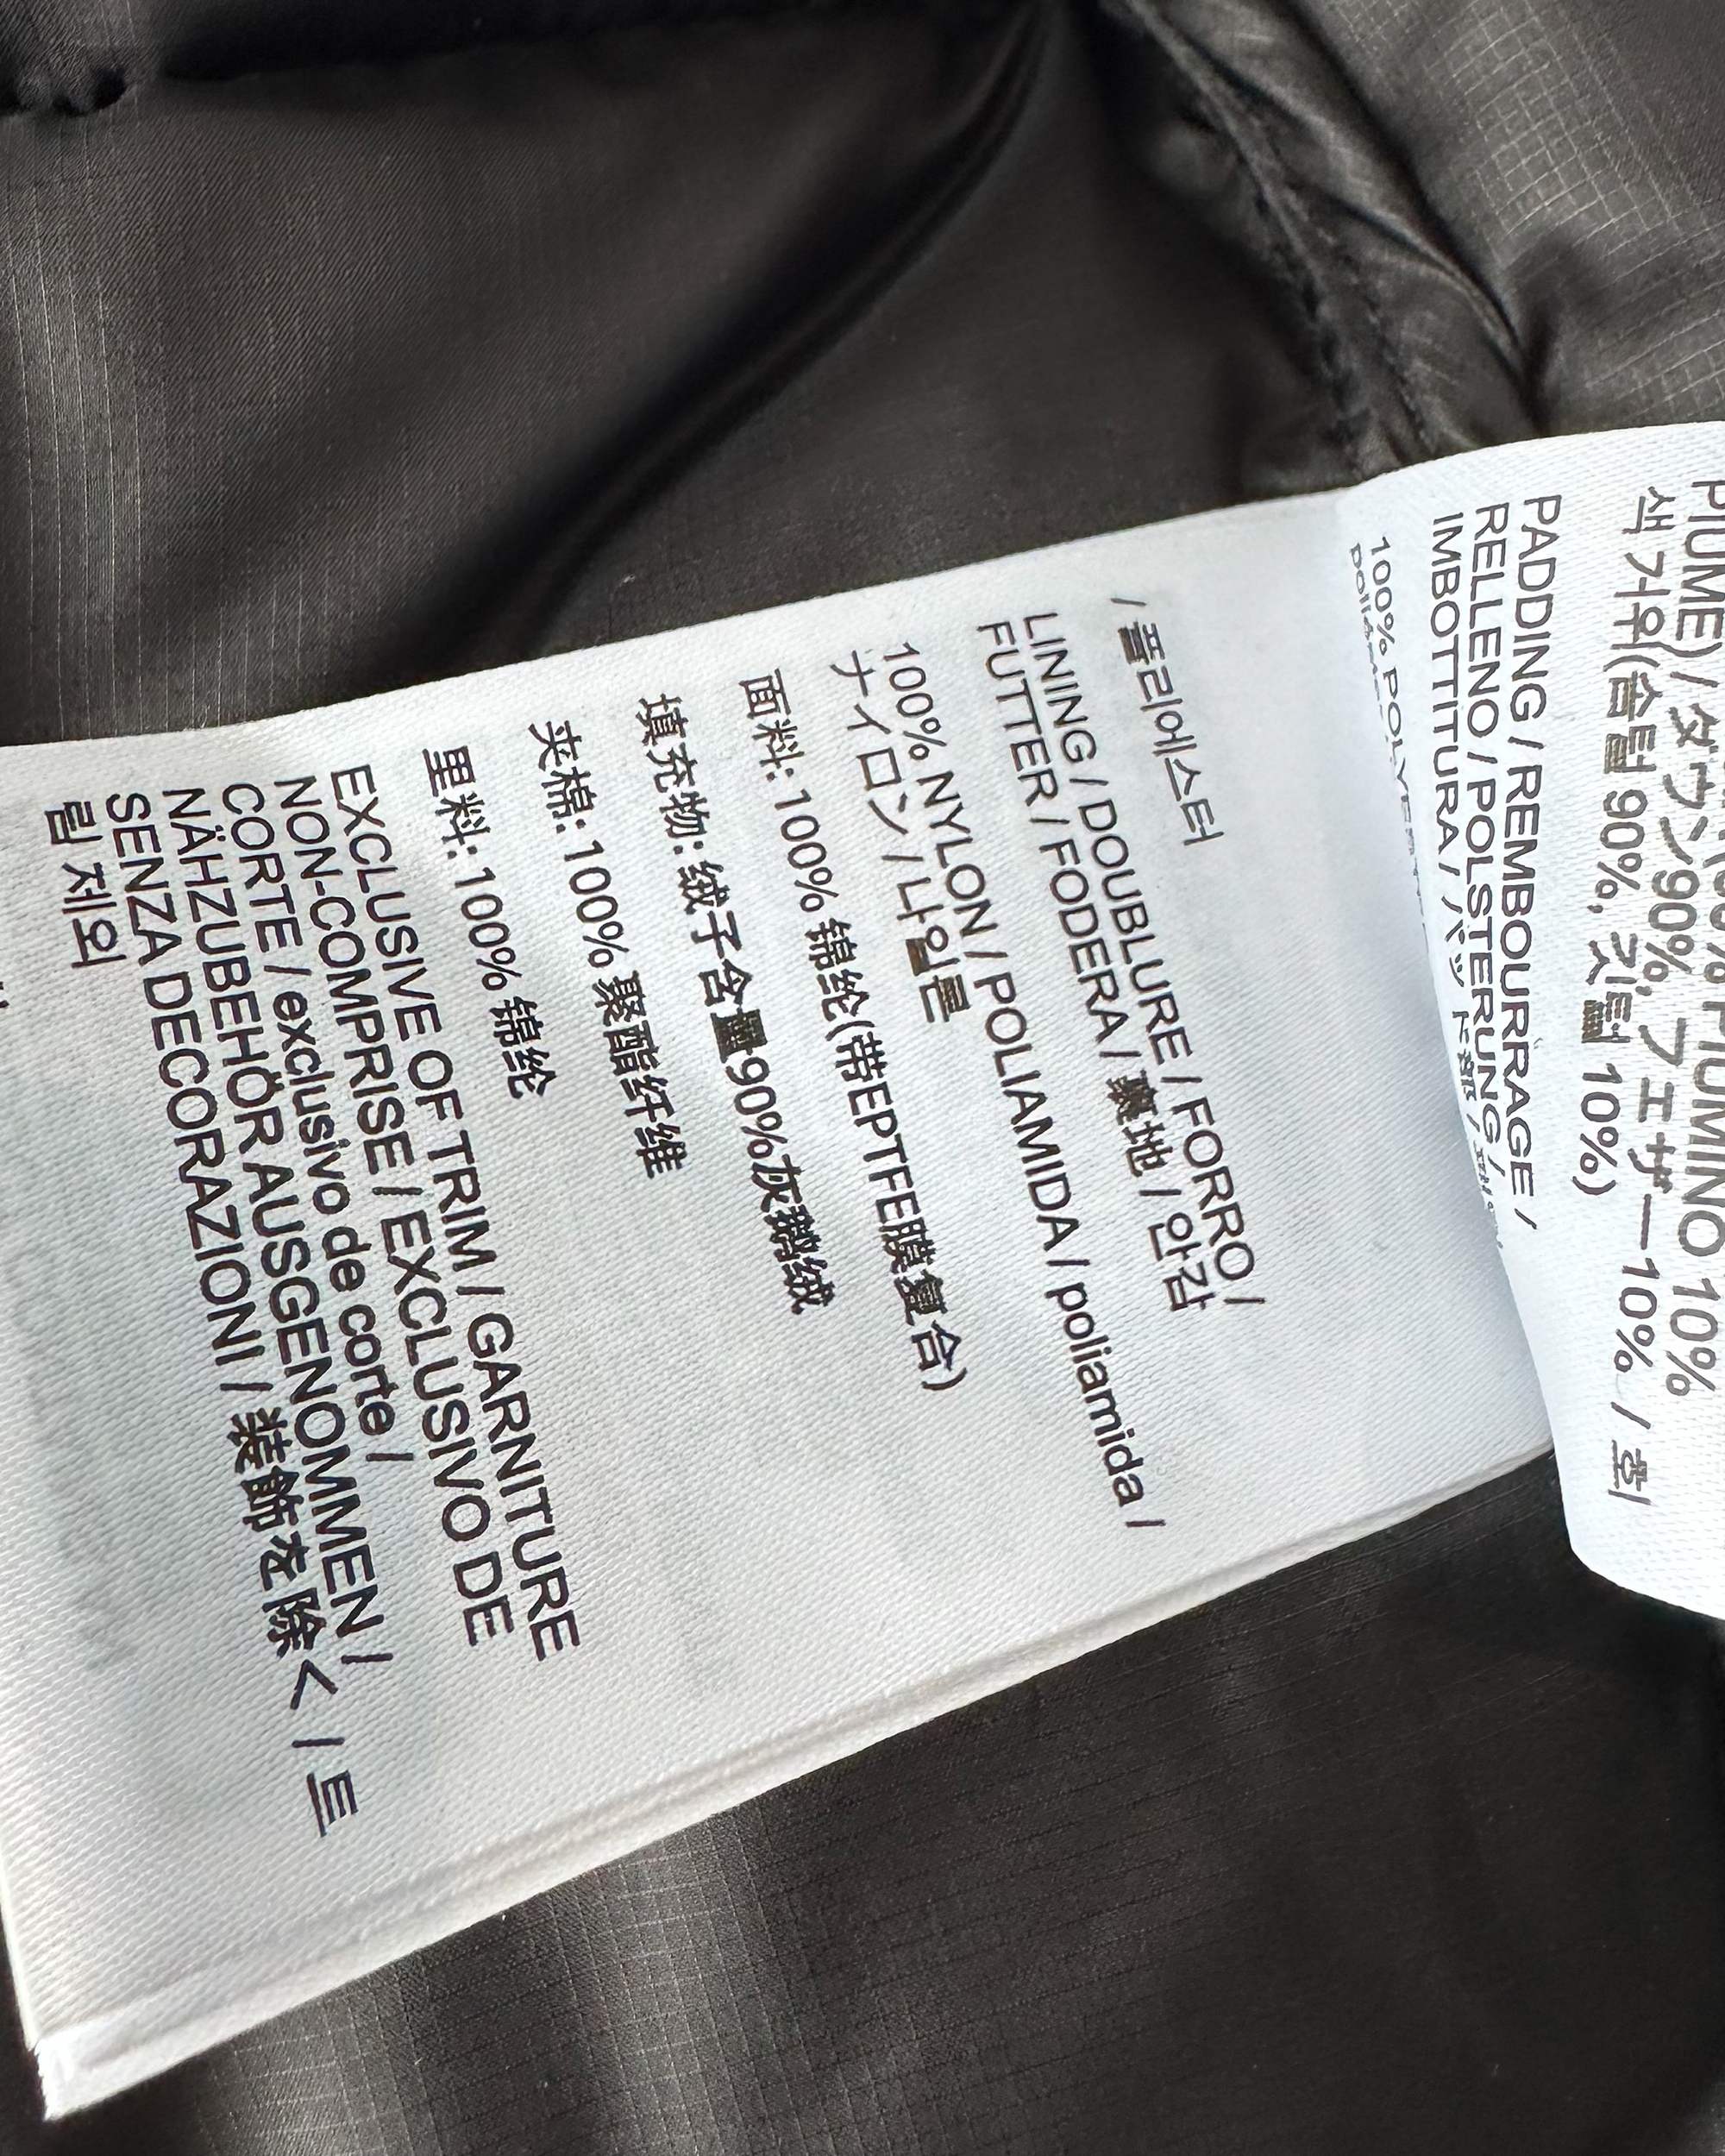 PIUMINO 10%
PIUME) / ダウン90%, フェザー10% / 회
색 거위(솜털 90%, 깃털 10%)
PADDING / REMBOURRAGE /
RELLENO / POLSTERUNG /
IMBOTTITURA / パッド部 /
100% POLYE
/ 폴리에스터
LINING / DOUBLURE / FORRO /
FUTTER / FODERA / 裏地 / 안감
100% NYLON / POLIAMIDA / poliamida /
ナイロン / 나일론
面料: 100% 锦纶(带EPTFE膜复合)
填充物: 绒子含量90%灰鹅绒
夹棉: 100% 聚酯纤维
里料: 100% 锦纶
EXCLUSIVE OF TRIM / GARNITURE
NON-COMPRISE / EXCLUSIVO DE
CORTE / exclusivo de corte /
NÄHZUBEHÖR AUSGENOMMEN /
SENZA DECORAZIONI / 装飾を除く / 트
림 제외